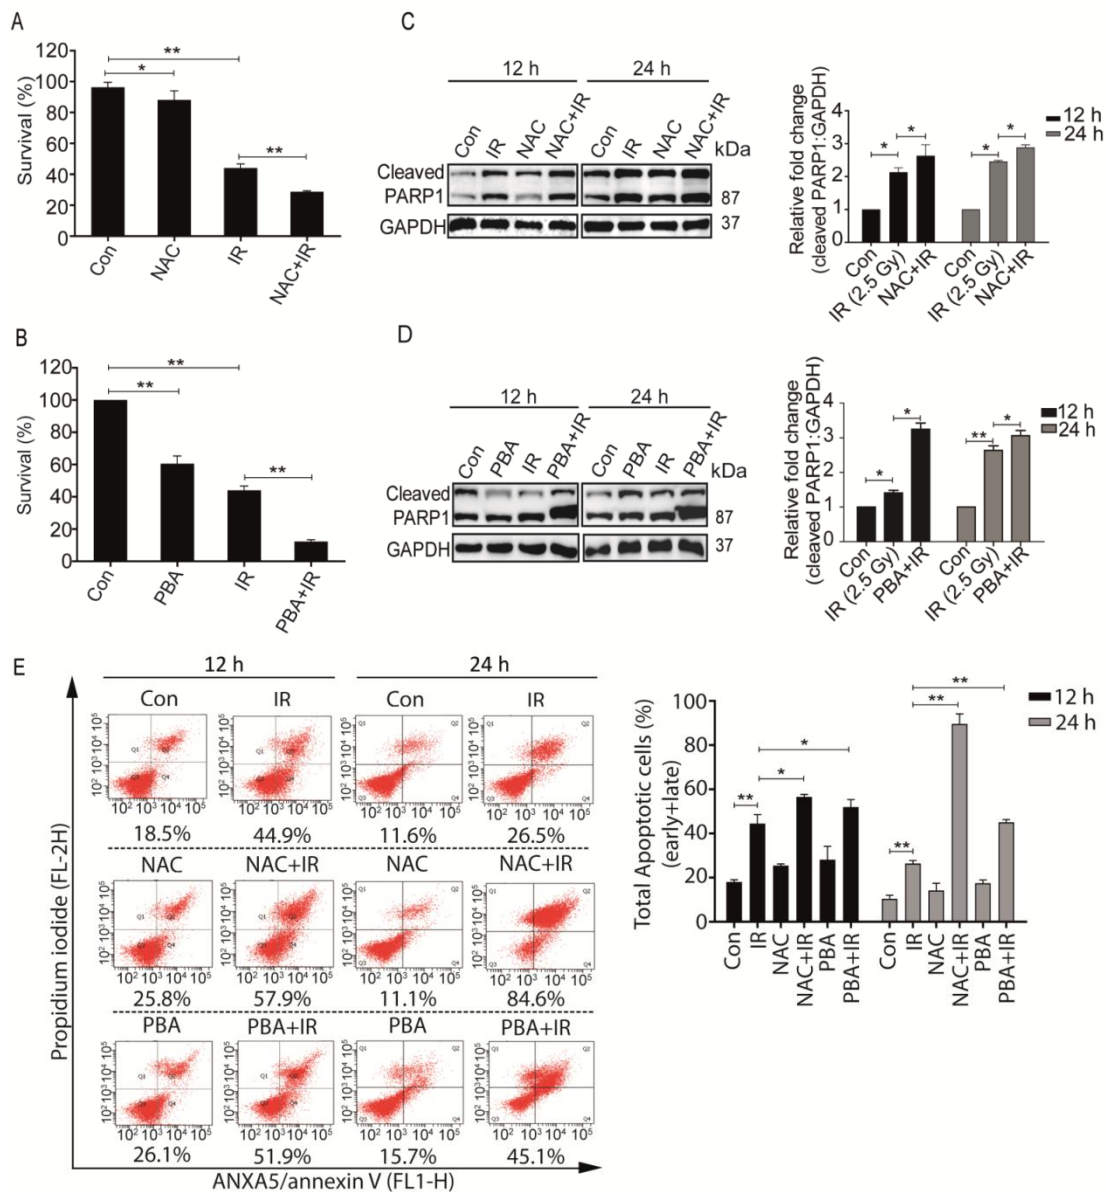 A
Survival (%)
120
100
80
60
40
20
0
**
*
**
Con
NAC
IR
NAC+IR
C
12 h
24 h
Con
IR
NAC
NAC+IR
Con
IR
NAC
NAC+IR
kDa
Cleaved
PARP1
87
GAPDH
37
Relative fold change
(cleaved PARP1:GAPDH)
4
3
2
1
0
*
*
*
*
12 h
24 h
Con
IR (2.5 Gy)
NAC+IR
Con
IR (2.5 Gy)
NAC+IR
B
Survival (%)
120
100
80
60
40
20
0
**
**
**
Con
PBA
IR
PBA+IR
D
12 h
24 h
Con
PBA
IR
PBA+IR
Con
PBA
IR
PBA+IR
kDa
Cleaved
PARP1
87
GAPDH
37
Relative fold change
(cleaved PARP1:GAPDH)
4
3
2
1
0
*
*
**
*
12 h
24 h
Con
IR (2.5 Gy)
PBA+IR
Con
IR (2.5 Gy)
PBA+IR
E
12 h
24 h
Con
IR
Con
IR
18.5%
44.9%
11.6%
26.5%
NAC
NAC+IR
NAC
NAC+IR
25.8%
57.9%
11.1%
84.6%
PBA
PBA+IR
PBA
PBA+IR
26.1%
51.9%
15.7%
45.1%
Propidium iodide (FL-2H)
ANXA5/annexin V (FL1-H)
Total Apoptotic cells (%)
(early+late)
100
80
60
40
20
0
**
*
*
**
**
**
12 h
24 h
Con
IR
NAC
NAC+IR
PBA
PBA+IR
Con
IR
NAC
NAC+IR
PBA
PBA+IR